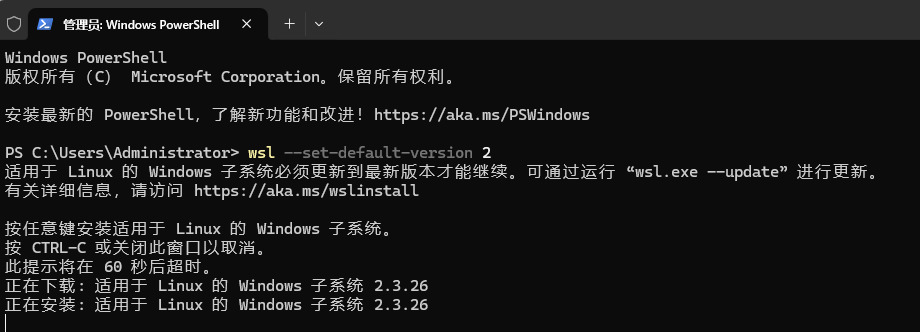 管理员: Windows PowerShell
Windows PowerShell
版权所有（C） Microsoft Corporation。保留所有权利。
安装最新的 PowerShell，了解新功能和改进！https://aka.ms/PSWindows
PS C:\Users\Administrator> wsl --set-default-version 2
适用于 Linux 的 Windows 子系统必须更新到最新版本才能继续。可通过运行 “wsl.exe --update” 进行更新。
有关详细信息，请访问 https://aka.ms/wslinstall
按任意键安装适用于 Linux 的 Windows 子系统。
按 CTRL-C 或关闭此窗口以取消。
此提示将在 60 秒后超时。
正在下载: 适用于 Linux 的 Windows 子系统 2.3.26
正在安装: 适用于 Linux 的 Windows 子系统 2.3.26